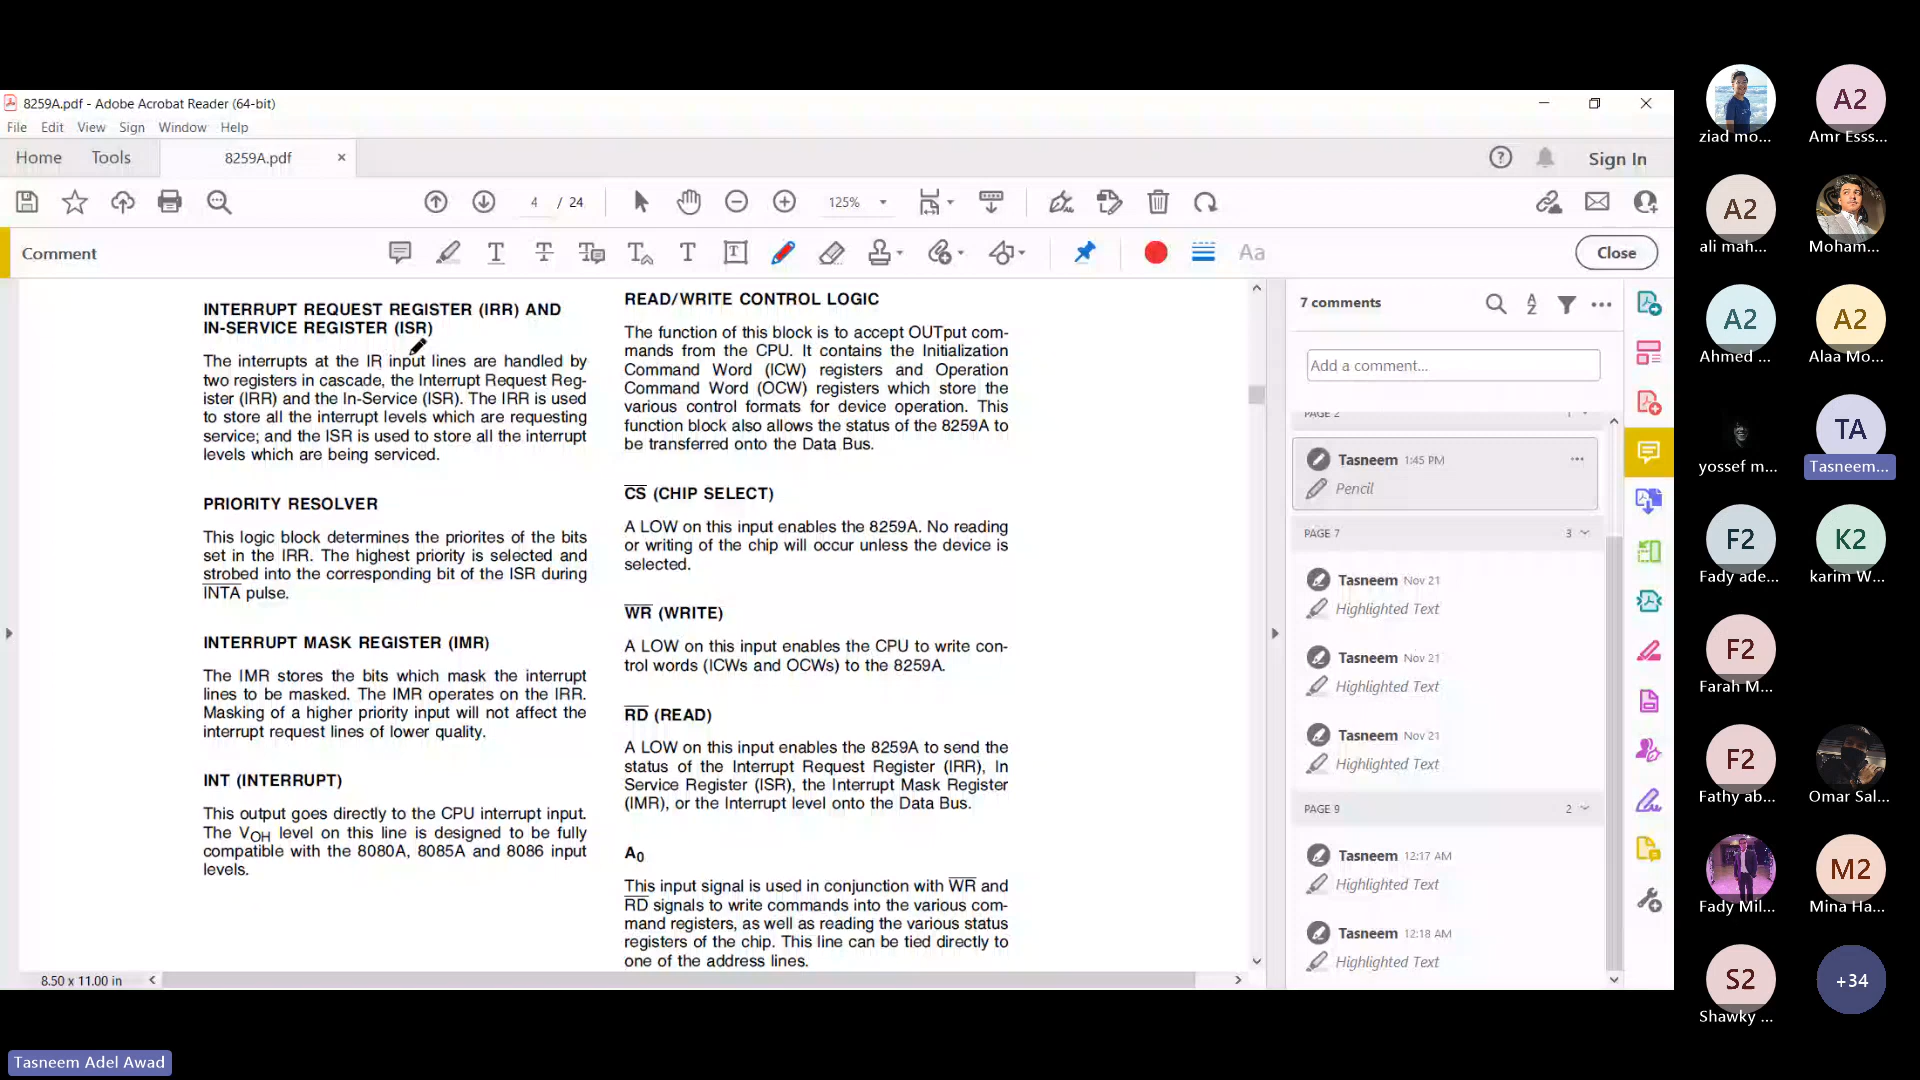 8259A.pdf - Adobe Acrobat Reader (64-bit)
File Edit View Sign Window Help
Home Tools 8259A.pdf Sign In
4 / 24 125%
Comment Aa Close
INTERRUPT REQUEST REGISTER (IRR) AND
IN-SERVICE REGISTER (ISR)
The interrupts at the IR input lines are handled by
two registers in cascade, the Interrupt Request Reg-
ister (IRR) and the In-Service (ISR). The IRR is used
to store all the interrupt levels which are requesting
service; and the ISR is used to store all the interrupt
levels which are being serviced.
PRIORITY RESOLVER
This logic block determines the priorites of the bits
set in the IRR. The highest priority is selected and
strobed into the corresponding bit of the ISR during
INTA pulse.
INTERRUPT MASK REGISTER (IMR)
The IMR stores the bits which mask the interrupt
lines to be masked. The IMR operates on the IRR.
Masking of a higher priority input will not affect the
interrupt request lines of lower quality.
INT (INTERRUPT)
This output goes directly to the CPU interrupt input.
The VOH level on this line is designed to be fully
compatible with the 8080A, 8085A and 8086 input
levels.
READ/WRITE CONTROL LOGIC
The function of this block is to accept OUTput com-
mands from the CPU. It contains the Initialization
Command Word (ICW) registers and Operation
Command Word (OCW) registers which store the
various control formats for device operation. This
function block also allows the status of the 8259A to
be transferred onto the Data Bus.
CS (CHIP SELECT)
A LOW on this input enables the 8259A. No reading
or writing of the chip will occur unless the device is
selected.
WR (WRITE)
A LOW on this input enables the CPU to write con-
trol words (ICWs and OCWs) to the 8259A.
RD (READ)
A LOW on this input enables the 8259A to send the
status of the Interrupt Request Register (IRR), In
Service Register (ISR), the Interrupt Mask Register
(IMR), or the Interrupt level onto the Data Bus.
A0
This input signal is used in conjunction with WR and
RD signals to write commands into the various com-
mand registers, as well as reading the various status
registers of the chip. This line can be tied directly to
one of the address lines.
8.50 x 11.00 in
7 comments
Add a comment...
PAGE 2 1
Tasneem 1:45 PM
Pencil
PAGE 7 3
Tasneem Nov 21
Highlighted Text
Tasneem Nov 21
Highlighted Text
Tasneem Nov 21
Highlighted Text
PAGE 9 2
Tasneem 12:17 AM
Highlighted Text
Tasneem 12:18 AM
Highlighted Text
A2
ziad mo... Amr Esss...
A2
ali mah... Moham...
A2 A2
Ahmed ... Alaa Mo...
TA
yossef m... Tasneem...
F2 K2
Fady ade... karim W...
F2
Farah M...
F2
Fathy ab... Omar Sal...
M2
Fady Mil... Mina Ha...
S2 +34
Shawky ...
Tasneem Adel Awad